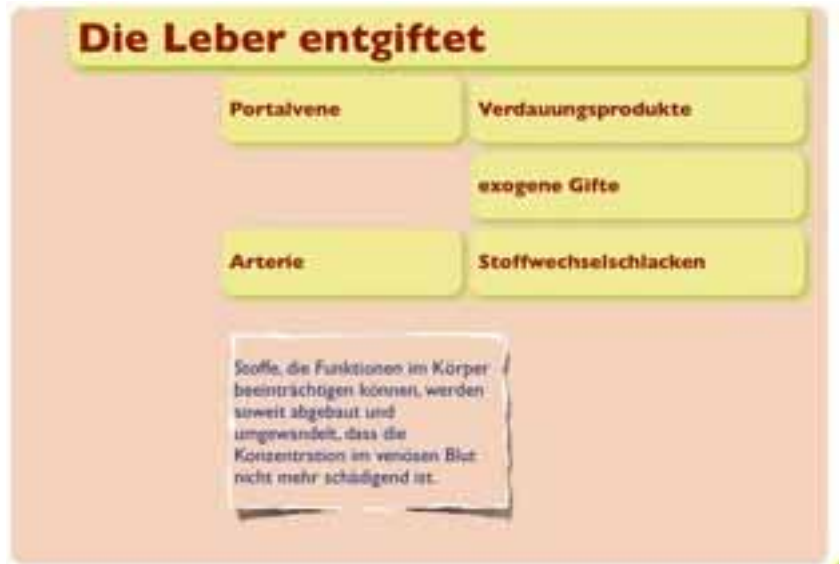 Die Leber entgiftet
Portalvene
Verdauungsprodukte
exogene Gifte
Arterie
Stoffwechselschlacken
Stoffe, die Funktionen im Körper
beeinträchtigen können, werden
soweit abgebaut und
umgewandelt, dass die
Konzentration im venösen Blut
nicht mehr schädigend ist.